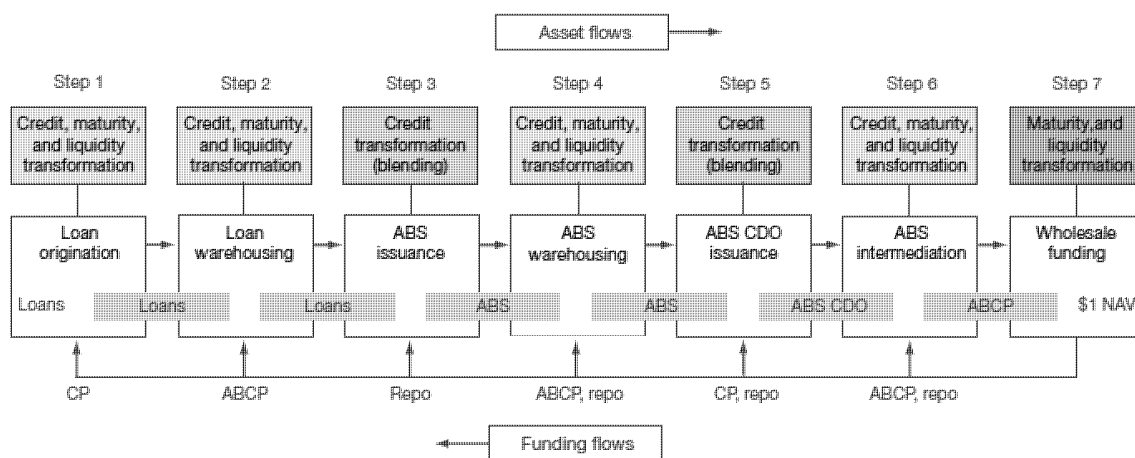 Asset flows
Step 1
Step 2
Step 3
Step 4
Step 5
Step 6
Step 7
Credit, maturity,
and liquidity
transformation
Credit, maturity,
and liquidity
transformation
Credit
transformation
(blending)
Credit, maturity,
and liquidity
transformation
Credit
transformation
(blending)
Credit, maturity,
and liquidity
transformation
Maturity,and
liquidity
transformation
Loan
origination
Loan
warehousing
ABS
issuance
ABS
warehousing
ABS CDO
issuance
ABS
intermediation
Wholesale
funding
Loans
Loans
Loans
ABS
ABS
ABS CDO
ABCP
$1 NAV
CP
ABCP
Repo
ABCP, repo
CP, repo
ABCP, repo
Funding flows